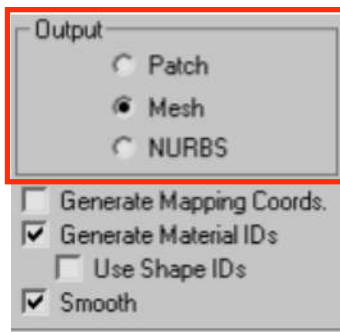 Output
Patch
Mesh
NURBS
Generate Mapping Coords.
Generate Material IDs
Use Shape IDs
Smooth